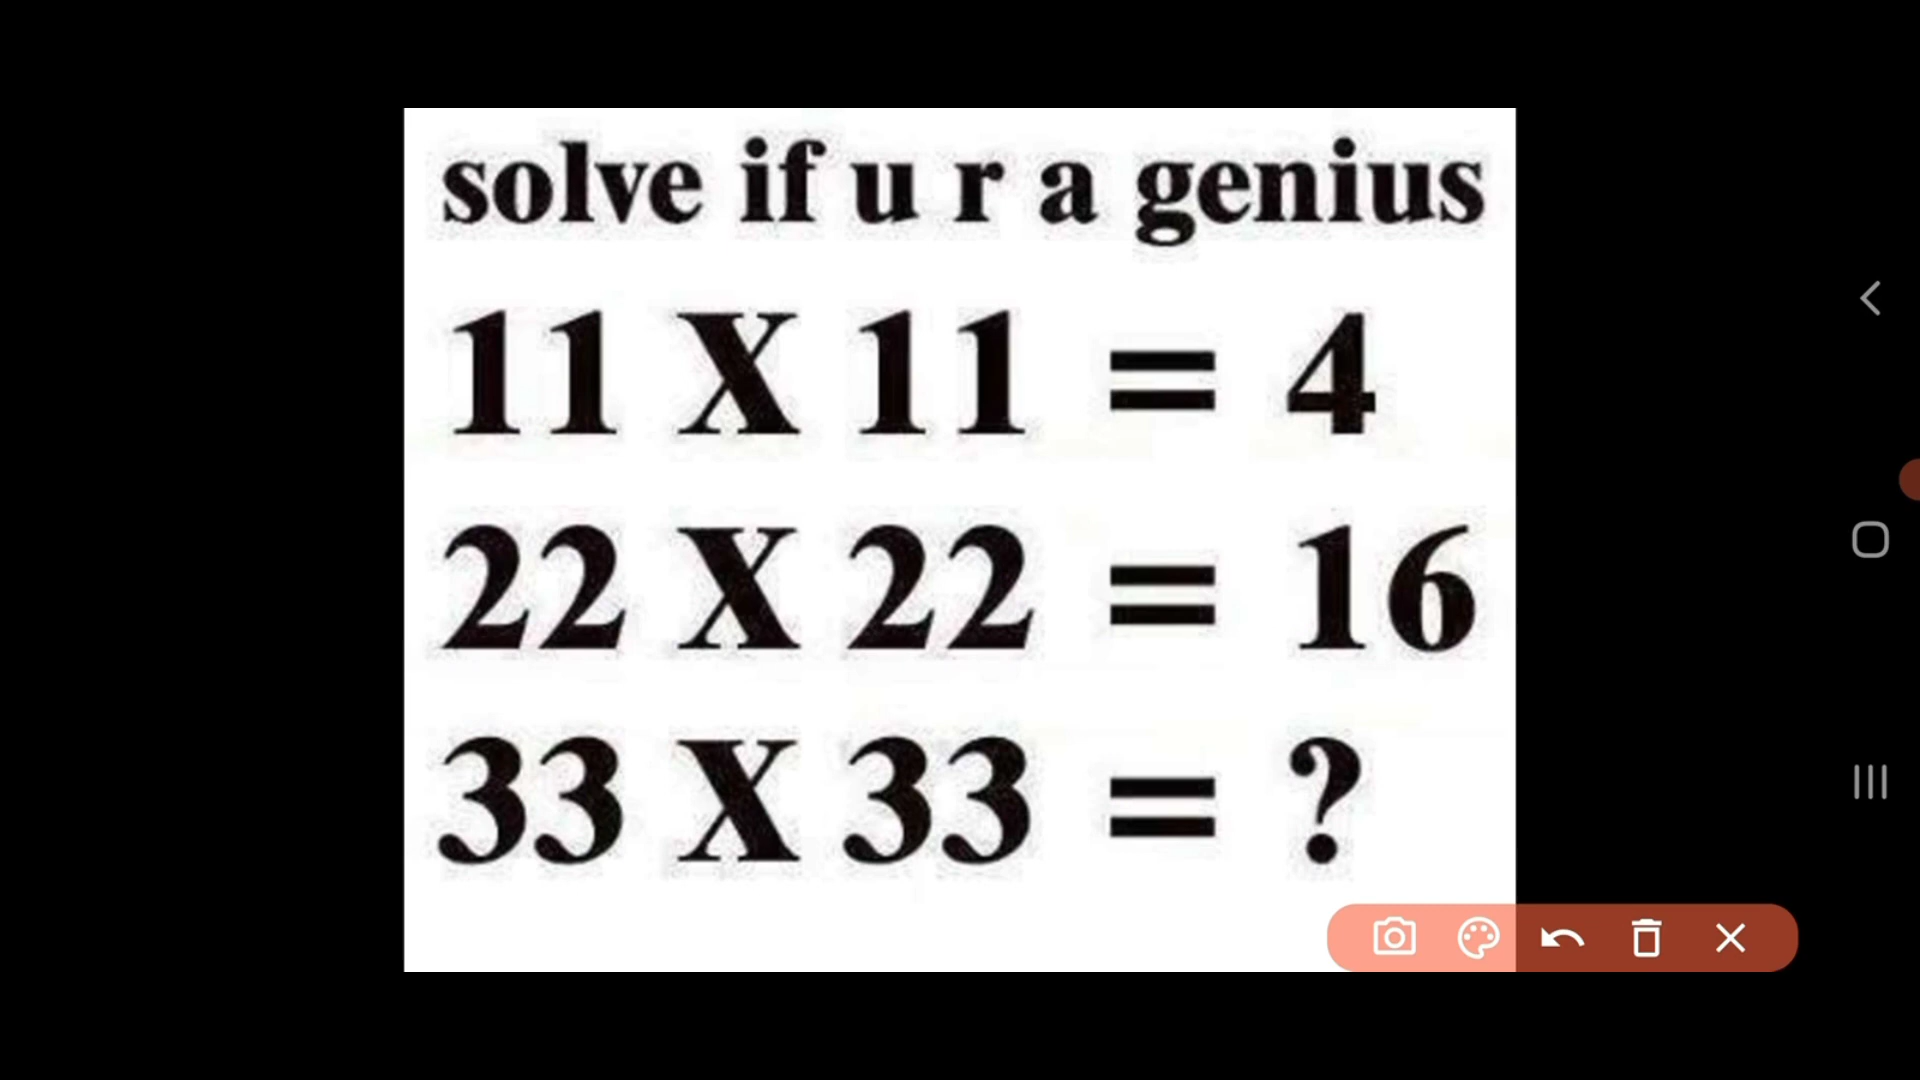 solve if u r a genius
11 X 11 = 4
22 X 22 = 16
33 X 33 = ?